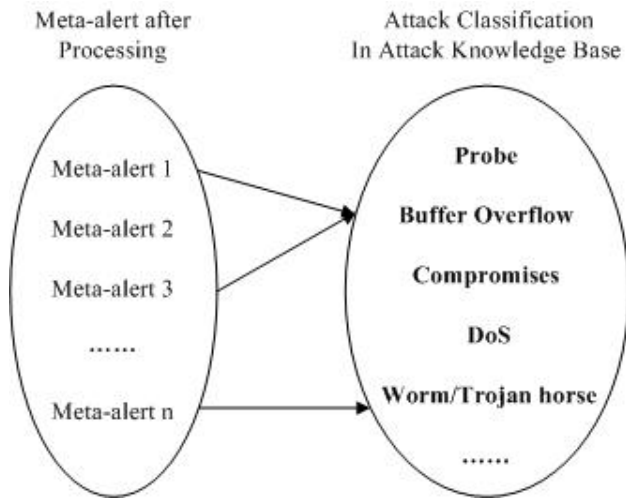 Meta-alert after
Processing
Attack Classification
In Attack Knowledge Base
Meta-alert 1
Meta-alert 2
Meta-alert 3
……
Meta-alert n
Probe
Buffer Overflow
Compromises
DoS
Worm/Trojan horse
……